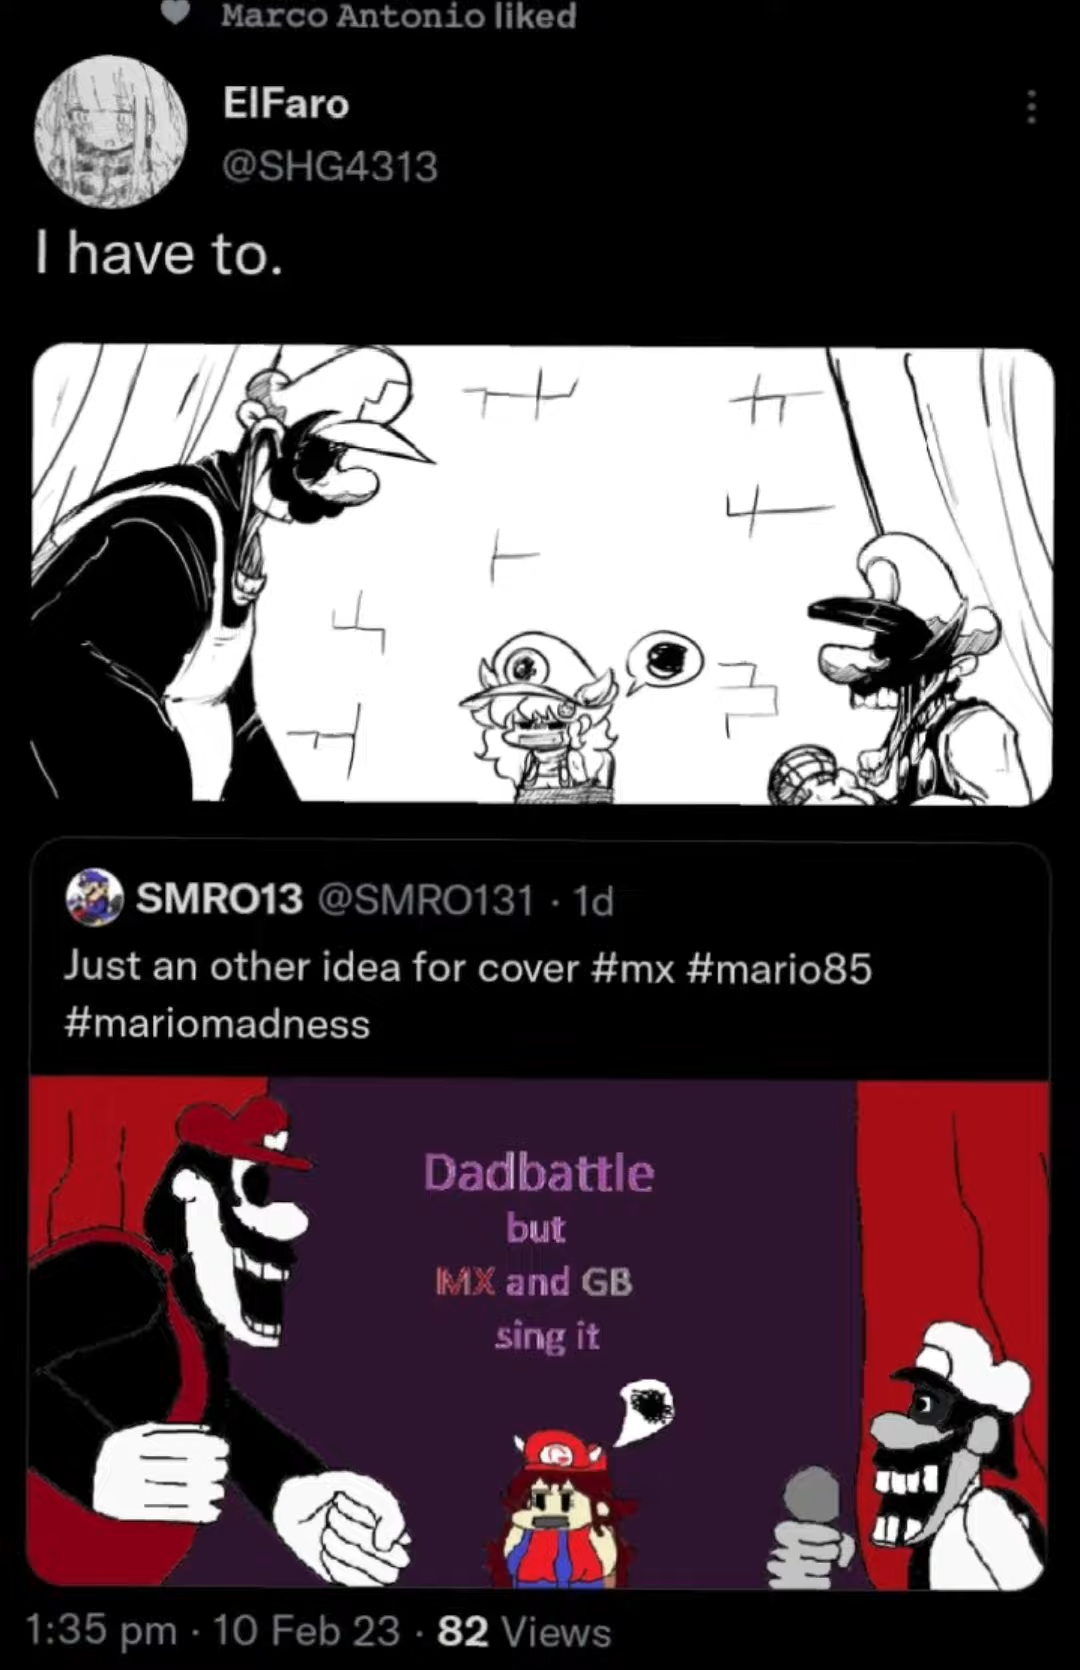 Marco Antonio liked
ElFaro
@SHG4313
I have to.
SMRO13 @SMRO131 · 1d
Just an other idea for cover #mx #mario85
#mariomadness
Dadbattle
but
MX and GB
sing it
G
1:35 pm · 10 Feb 23 · 82 Views